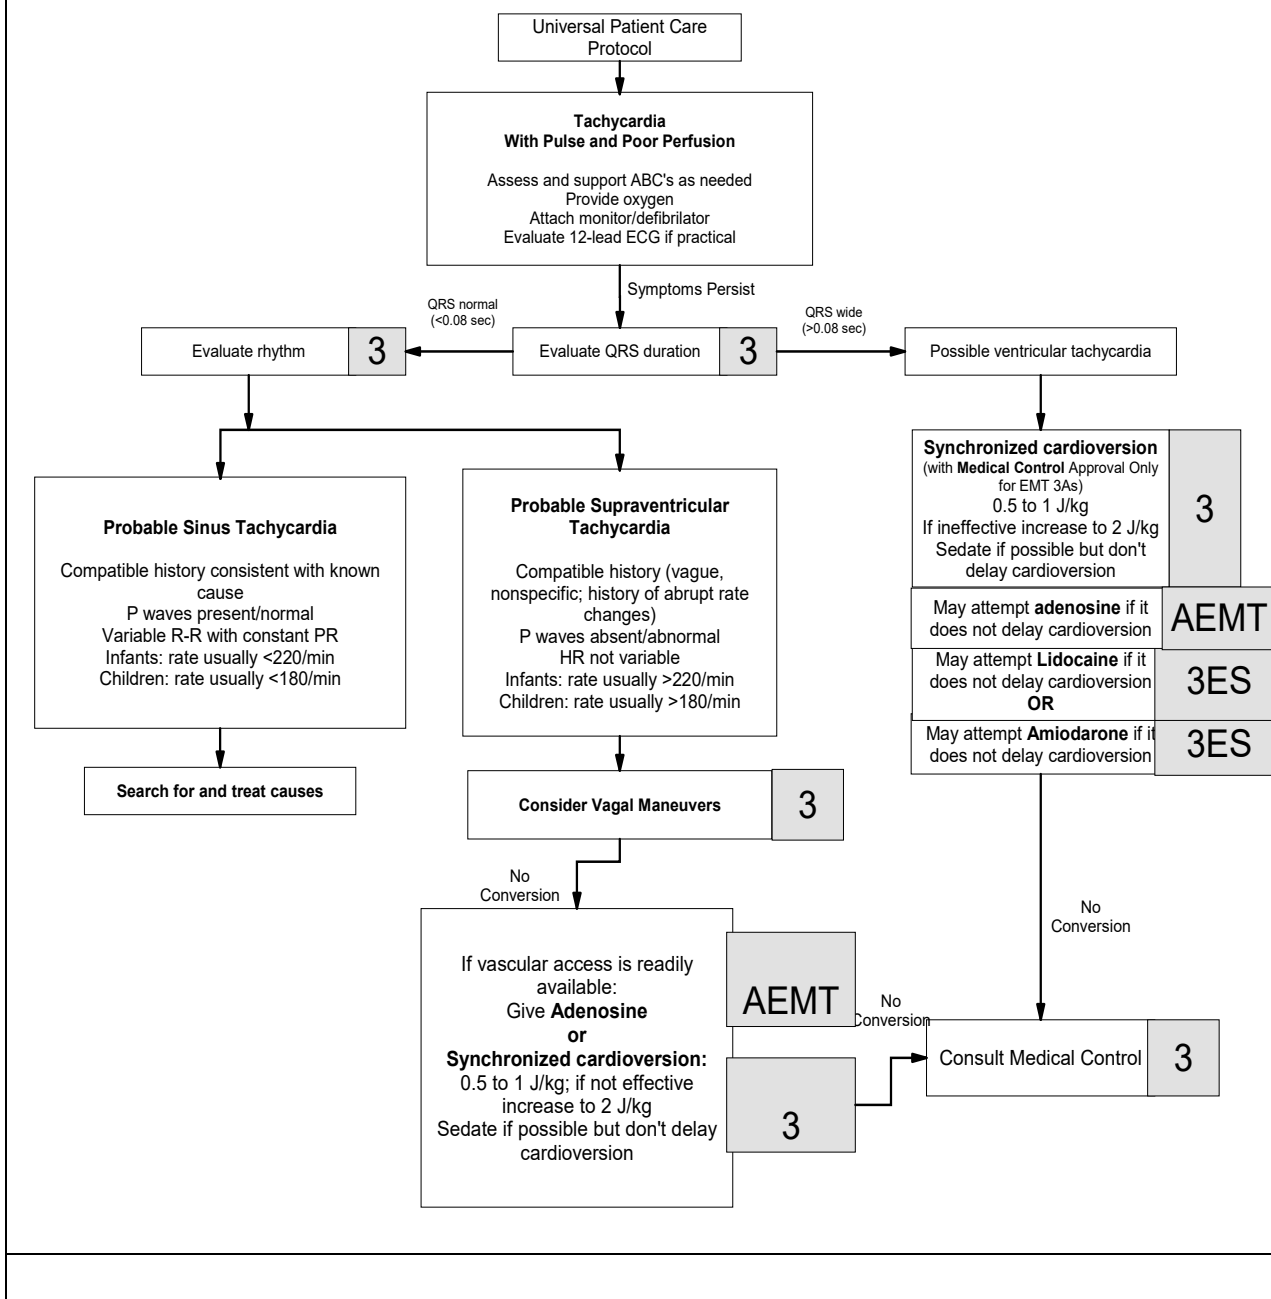 Universal Patient Care
Protocol
Tachycardia
With Pulse and Poor Perfusion
Assess and support ABC's as needed
Provide oxygen
Attach monitor/defibrilator
Evaluate 12-lead ECG if practical
Symptoms Persist
QRS normal
(<0.08 sec)
QRS wide
(>0.08 sec)
Evaluate rhythm
3
Evaluate QRS duration
3
Possible ventricular tachycardia
Probable Sinus Tachycardia
Compatible history consistent with known
cause
P waves present/normal
Variable R-R with constant PR
Infants: rate usually <220/min
Children: rate usually <180/min
Search for and treat causes
Probable Supraventricular
Tachycardia
Compatible history (vague,
nonspecific; history of abrupt rate
changes)
P waves absent/abnormal
HR not variable
Infants: rate usually >220/min
Children: rate usually >180/min
Consider Vagal Maneuvers
3
No
Conversion
If vascular access is readily
available:
Give Adenosine
or
Synchronized cardioversion:
0.5 to 1 J/kg; if not effective
increase to 2 J/kg
Sedate if possible but don't delay
cardioversion
AEMT
3
No
Conversion
Synchronized cardioversion
(with Medical Control Approval Only
for EMT 3As)
0.5 to 1 J/kg
If ineffective increase to 2 J/kg
Sedate if possible but don't
delay cardioversion
3
May attempt adenosine if it
does not delay cardioversion
AEMT
May attempt Lidocaine if it
does not delay cardioversion
OR
3ES
May attempt Amiodarone if it
does not delay cardioversion
3ES
No
Conversion
Consult Medical Control
3